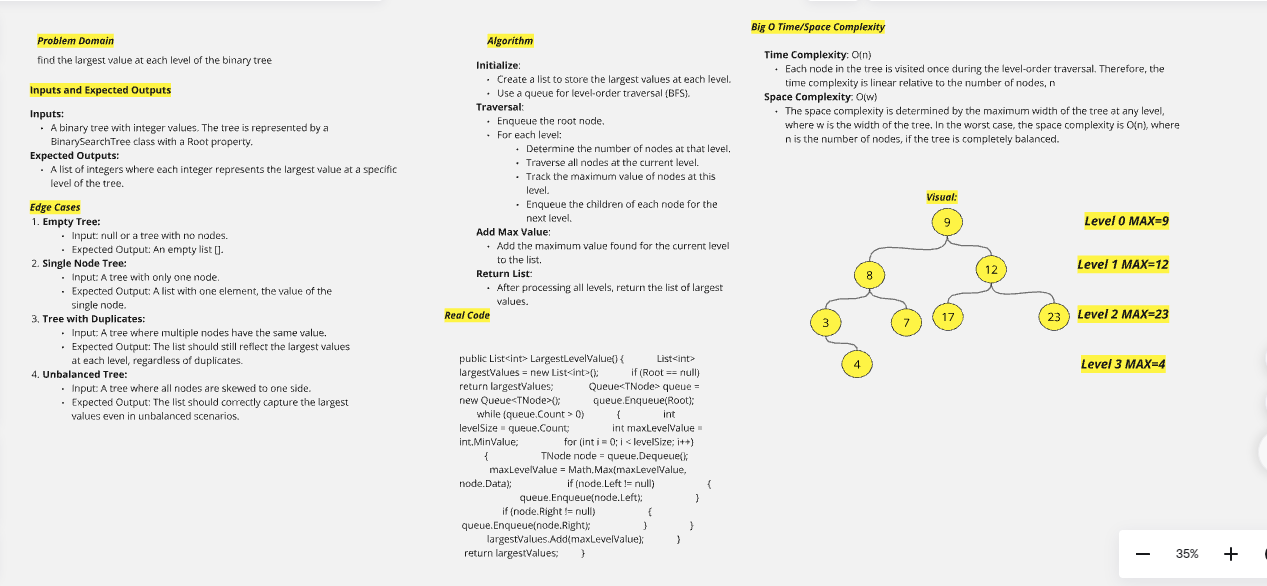 Problem Domain
find the largest value at each level of the binary tree
Inputs and Expected Outputs
Inputs:
• A binary tree with integer values. The tree is represented by a
BinarySearchTree class with a Root property.
Expected Outputs:
• A list of integers where each integer represents the largest value at a specific
level of the tree.
Edge Cases
1. Empty Tree:
• Input: null or a tree with no nodes.
• Expected Output: An empty list [].
2. Single Node Tree:
• Input: A tree with only one node.
• Expected Output: A list with one element, the value of the
single node.
3. Tree with Duplicates:
• Input: A tree where multiple nodes have the same value.
• Expected Output: The list should still reflect the largest values
at each level, regardless of duplicates.
4. Unbalanced Tree:
• Input: A tree where all nodes are skewed to one side.
• Expected Output: The list should correctly capture the largest
values even in unbalanced scenarios.
Algorithm
Initialize:
• Create a list to store the largest values at each level.
• Use a queue for level-order traversal (BFS).
Traversal:
• Enqueue the root node.
• For each level:
• Determine the number of nodes at that level.
• Traverse all nodes at the current level.
• Track the maximum value of nodes at this
level.
• Enqueue the children of each node for the
next level.
Add Max Value:
• Add the maximum value found for the current level
to the list.
Return List:
• After processing all levels, return the list of largest
values.
Real Code
public List<int> LargestLevelValue() { List<int>
largestValues = new List<int>(); if (Root == null)
return largestValues; Queue<TNode> queue =
new Queue<TNode>(); queue.Enqueue(Root);
while (queue.Count > 0) { int
levelSize = queue.Count; int maxLevelValue =
int.MinValue; for (int i = 0; i < levelSize; i++)
{ TNode node = queue.Dequeue();
maxLevelValue = Math.Max(maxLevelValue,
node.Data); if (node.Left != null) {
queue.Enqueue(node.Left); }
if (node.Right != null) {
queue.Enqueue(node.Right); } }
largestValues.Add(maxLevelValue); }
return largestValues; }
Big O Time/Space Complexity
Time Complexity: O(n)
• Each node in the tree is visited once during the level-order traversal. Therefore, the
time complexity is linear relative to the number of nodes, n
Space Complexity: O(w)
• The space complexity is determined by the maximum width of the tree at any level,
where w is the width of the tree. In the worst case, the space complexity is O(n), where
n is the number of nodes, if the tree is completely balanced.
Visual:
9 Level 0 MAX=9
8 12 Level 1 MAX=12
3 7 17 23 Level 2 MAX=23
4 Level 3 MAX=4
35%